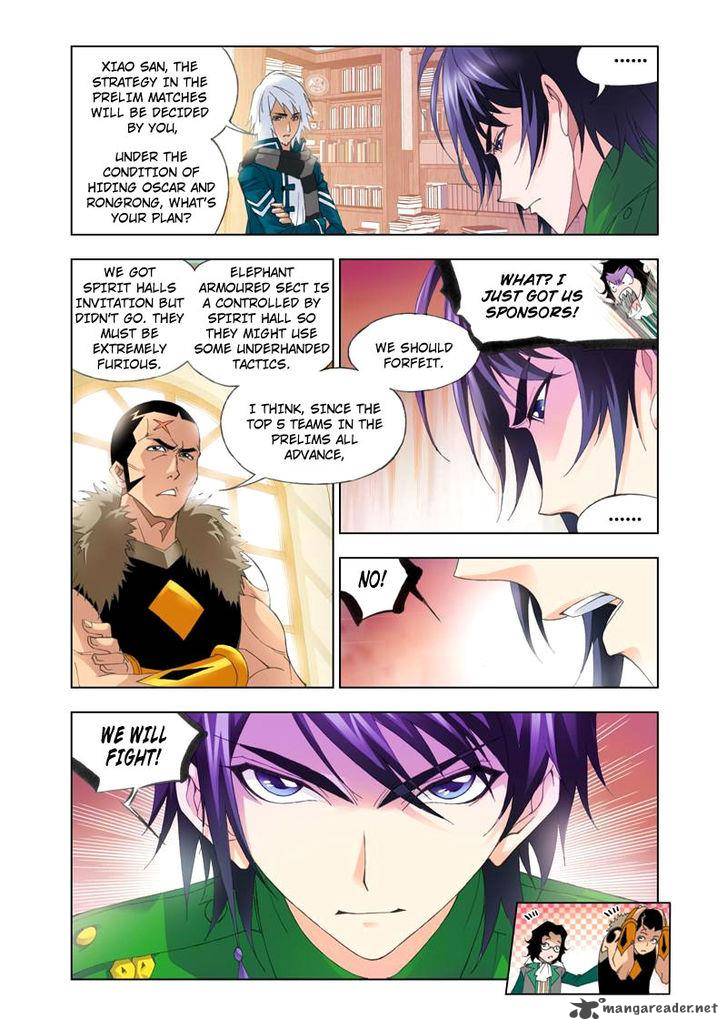 XIAO SAN, THE
STRATEGY IN THE
PRELIM MATCHES
WILL BE DECIDED
BY YOU,
UNDER THE
CONDITION OF
HIDING OSCAR AND
RONGRONG, WHAT'S
YOUR PLAN?
......
WE GOT
SPIRIT HALLS
INVITATION BUT
DIDN'T GO. THEY
MUST BE
EXTREMELY
FURIOUS.
ELEPHANT
ARMOURED SECT IS
A CONTROLLED BY
SPIRIT HALL SO
THEY MIGHT USE
SOME UNDERHANDED
TACTICS.
I THINK, SINCE THE
TOP 5 TEAMS IN THE
PRELIMS ALL
ADVANCE,
WE SHOULD
FORFEIT.
WHAT? I
JUST GOT US
SPONSORS!
......
NO!
WE WILL
FIGHT!
mangareader.net